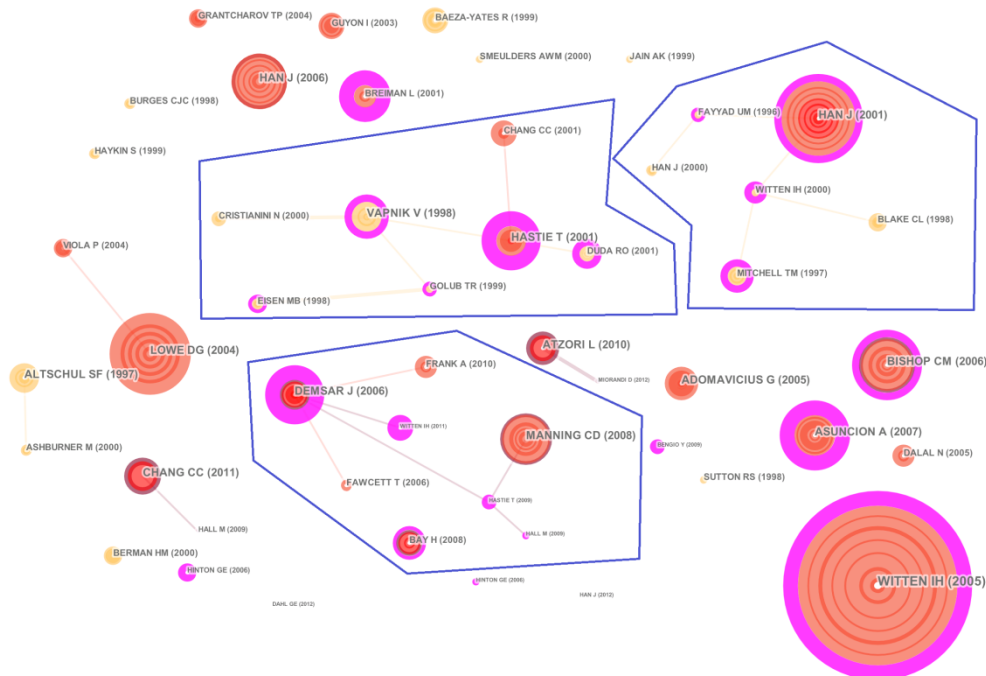 GRANTCHAROV TP (2004)
GUYON I (2003)
BAEZA-YATES R (1999)
SMEULDERS AWM (2000)
JAIN AK (1999)
HAN J (2006)
BREIMAN L (2001)
BURGES CJC (1998)
FAYYAD UM (1996)
HAN J (2001)
CHANG CC (2001)
HAYKIN S (1999)
HAN J (2000)
WITTEN IH (2000)
CRISTIANINI N (2000)
VAPNIK V (1998)
BLAKE CL (1998)
HASTIE T (2001)
VIOLA P (2004)
DUDA RO (2001)
MITCHELL TM (1997)
GOLUB TR (1999)
EISEN MB (1998)
ATZORI L (2010)
LOWE DG (2004)
BISHOP CM (2006)
FRANK A (2010)
ALTSCHUL SF (1997)
MIORANDI D (2012)
ADOMAVICIUS G (2005)
DEMSAR J (2006)
WITTEN IH (2011)
MANNING CD (2008)
ASUNCION A (2007)
BENGIO Y (2009)
ASHBURNER M (2000)
DALAL N (2005)
CHANG CC (2011)
SUTTON RS (1998)
FAWCETT T (2006)
HASTIE T (2009)
HALL M (2009)
HALL M (2009)
BAY H (2008)
BERMAN HM (2000)
HINTON GE (2006)
HINTON GE (2006)
WITTEN IH (2005)
HAN J (2012)
DAHL GE (2012)